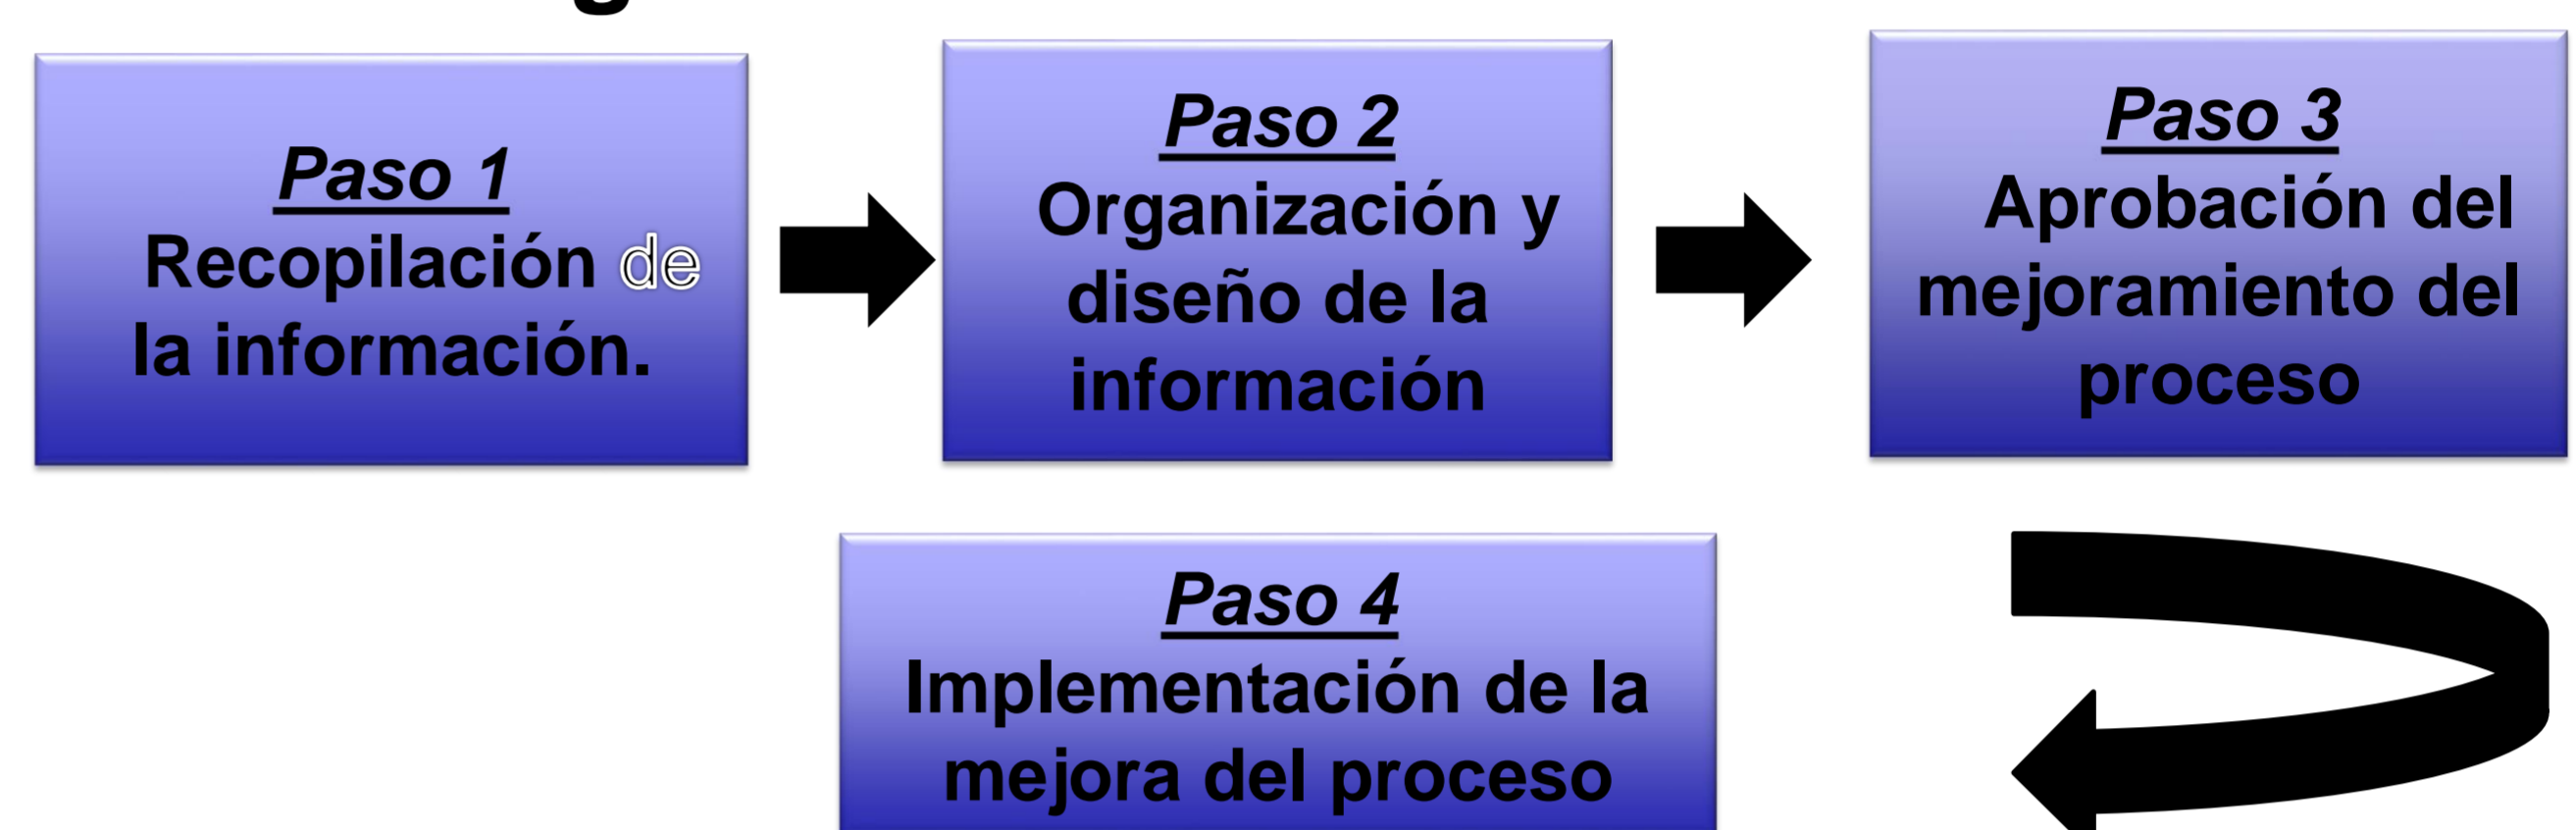 Paso 1
Recopilación de
la información.
Paso 2
Organización y
diseño de la
información
Paso 3
Aprobación del
mejoramiento del
proceso
Paso 4
Implementación de la
mejora del proceso